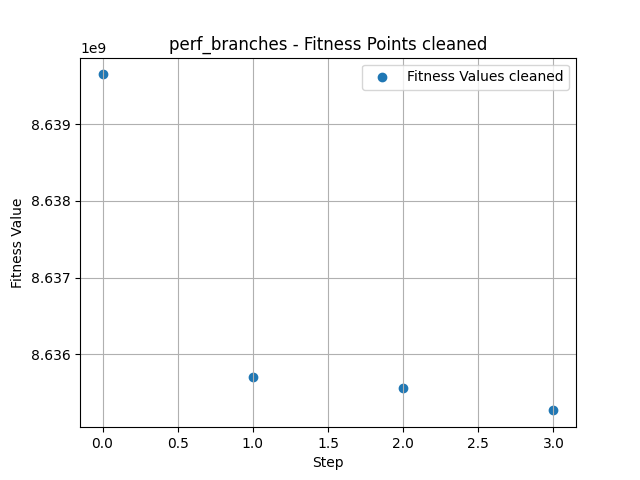 perf_branches - Fitness Points cleaned
1e9
Fitness Values cleaned
8.639
8.638
8.637
8.636
Fitness Value
0.0 0.5 1.0 1.5 2.0 2.5 3.0
Step